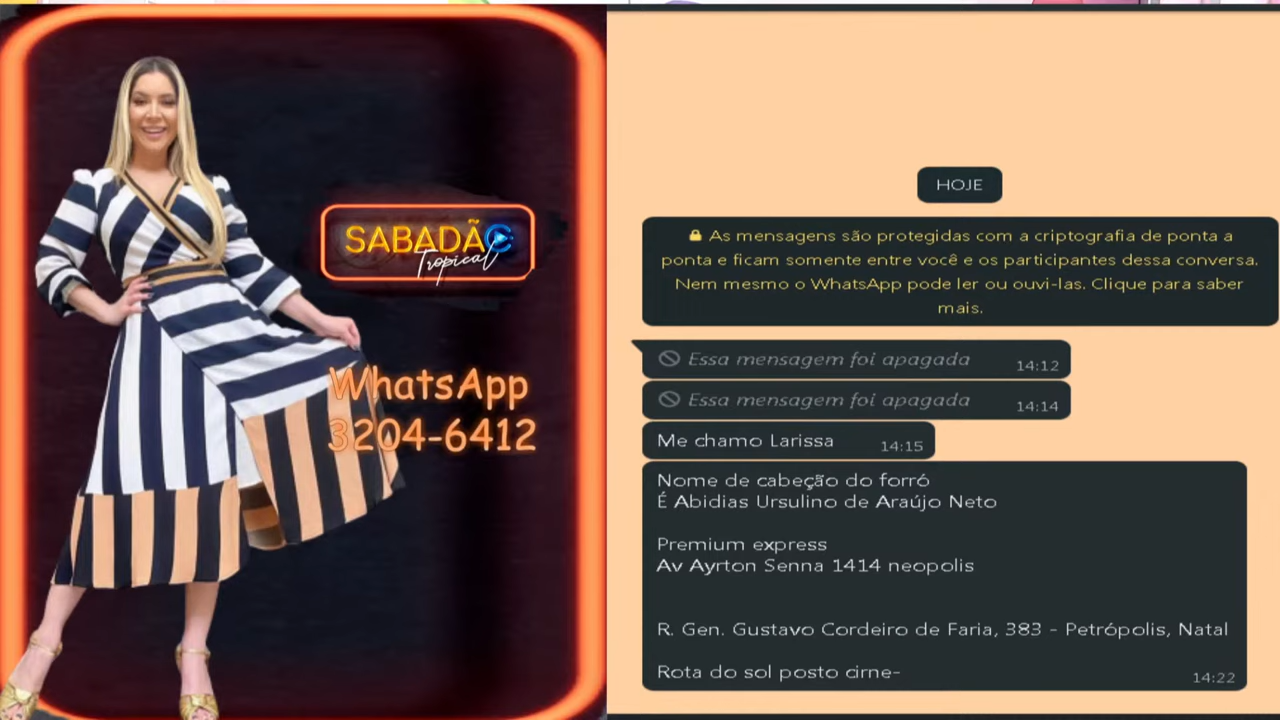 SABADÃO
Tropical
WhatsApp
3204-6412
HOJE
As mensagens são protegidas com a criptografia de ponta a
ponta e ficam somente entre você e os participantes dessa conversa.
Nem mesmo o WhatsApp pode ler ou ouvi-las. Clique para saber
mais.
Essa mensagem foi apagada 14:12
Essa mensagem foi apagada 14:14
Me chamo Larissa 14:15
Nome de cabeção do forró
É Abidias Ursulino de Araújo Neto
Premium express
Av Ayrton Senna 1414 neopolis
R. Gen. Gustavo Cordeiro de Faria, 383 - Petrópolis, Natal
Rota do sol posto cirne-
14:22